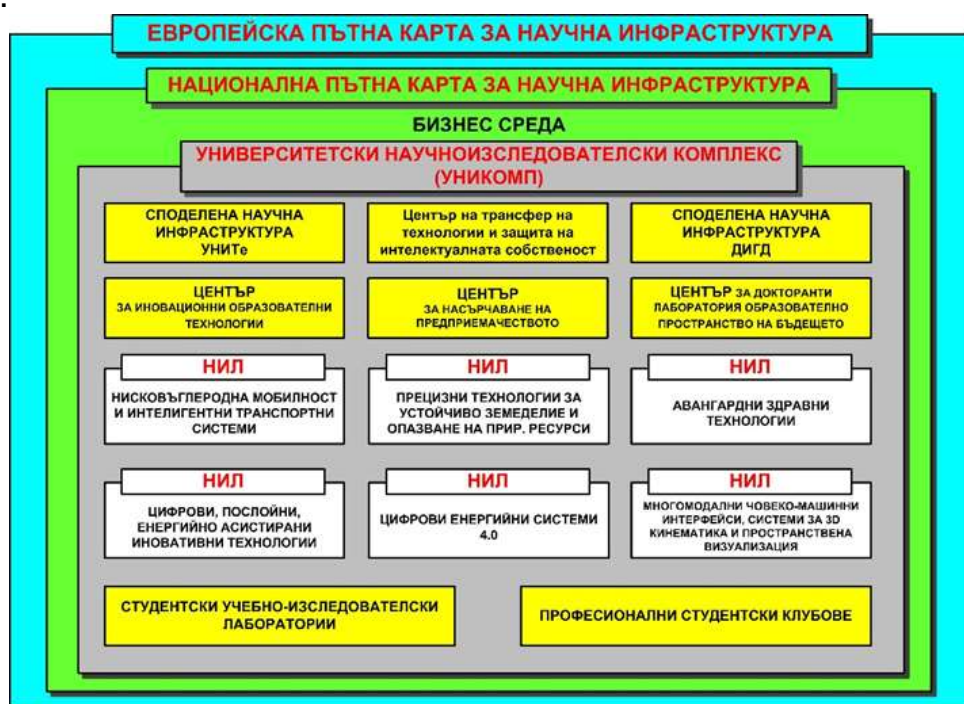 .
ЕВРОПЕЙСКА ПЪТНА КАРТА ЗА НАУЧНА ИНФРАСТРУКТУРА
НАЦИОНАЛНА ПЪТНА КАРТА ЗА НАУЧНА ИНФРАСТРУКТУРА
БИЗНЕС СРЕДА
УНИВЕРСИТЕТСКИ НАУЧНОИЗСЛЕДОВАТЕЛСКИ КОМПЛЕКС
(УНИКОМП)
СПОДЕЛЕНА НАУЧНА
ИНФРАСТРУКТУРА
УНИТе
Център на трансфер на
технологии и защита на
интелектуалната собственост
СПОДЕЛЕНА НАУЧНА
ИНФРАСТРУКТУРА
ДИГД
ЦЕНТЪР
ЗА ИНОВАЦИОННИ ОБРАЗОВАТЕЛНИ
ТЕХНОЛОГИИ
ЦЕНТЪР
ЗА НАСЪРЧАВАНЕ НА
ПРЕДПРИЕМАЧЕСТВОТО
ЦЕНТЪР ЗА ДОКТОРАНТИ
ЛАБОРАТОРИЯ ОБРАЗОВАТЕЛНО
ПРОСТРАНСТВО НА БЪДЕЩЕТО
НИЛ
НИСКОВЪГЛЕРОДНА МОБИЛНОСТ
И ИНТЕЛИГЕНТНИ ТРАНСПОРТНИ
СИСТЕМИ
НИЛ
ПРЕЦИЗНИ ТЕХНОЛОГИИ ЗА
УСТОЙЧИВО ЗЕМЕДЕЛИЕ И
ОПАЗВАНЕ НА ПРИР. РЕСУРСИ
НИЛ
АВАНГАРДНИ ЗДРАВНИ
ТЕХНОЛОГИИ
НИЛ
ЦИФРОВИ, ПОСЛОЙНИ,
ЕНЕРГИЙНО АСИСТИРАНИ
ИНОВАТИВНИ ТЕХНОЛОГИИ
НИЛ
ЦИФРОВИ ЕНЕРГИЙНИ СИСТЕМИ
4.0
НИЛ
МНОГОМОДАЛНИ ЧОВЕКО-МАШИННИ
ИНТЕРФЕЙСИ, СИСТЕМИ ЗА 3D
КИНЕМАТИКА И ПРОСТРАНСТВЕНА
ВИЗУАЛИЗАЦИЯ
СТУДЕНТСКИ УЧЕБНО-ИЗСЛЕДОВАТЕЛСКИ
ЛАБОРАТОРИИ
ПРОФЕСИОНАЛНИ СТУДЕНТСКИ КЛУБОВЕ